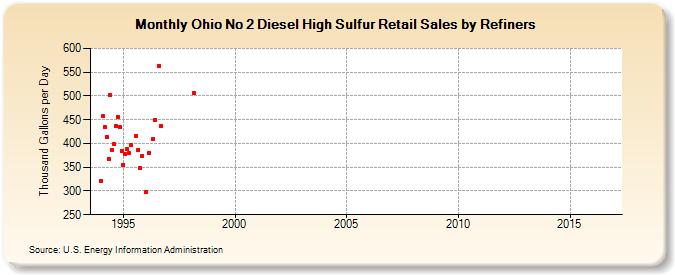 Monthly Ohio No 2 Diesel High Sulfur Retail Sales by Refiners
Thousand Gallons per Day
600
550
500
450
400
350
300
250
1995 2000 2005 2010 2015
Source: U.S. Energy Information Administration